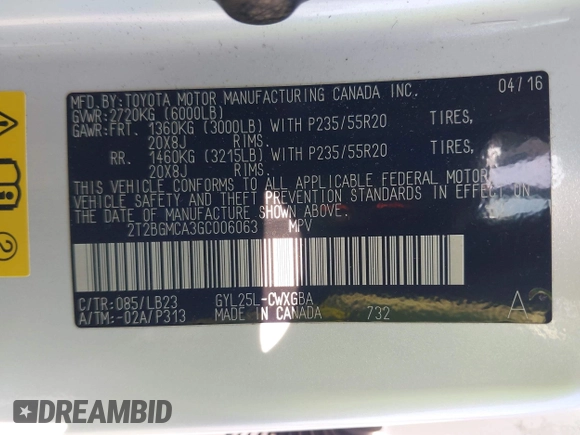 MFD.BY:TOYOTA MOTOR MANUFACTURING CANADA INC. 04/16
GVWR:2720KG (6000LB)
GAWR:FRT. 1360KG (3000LB) WITH P235/55R20 TIRES,
20X8J RIMS.
RR. 1460KG (3215LB) WITH P235/55R20 TIRES,
20X8J RIMS.
THIS VEHICLE CONFORMS TO ALL APPLICABLE FEDERAL MOTOR
VEHICLE SAFETY AND THEFT PREVENTION STANDARDS IN EFFECT ON
THE DATE OF MANUFACTURE SHOWN ABOVE.
2T2BGMCA3GC006063 MPV
C/TR:085/LB23 GYL25L-CWXGBA A
A/TM:-02A/P313 MADE IN CANADA 732
2
DREAMBID